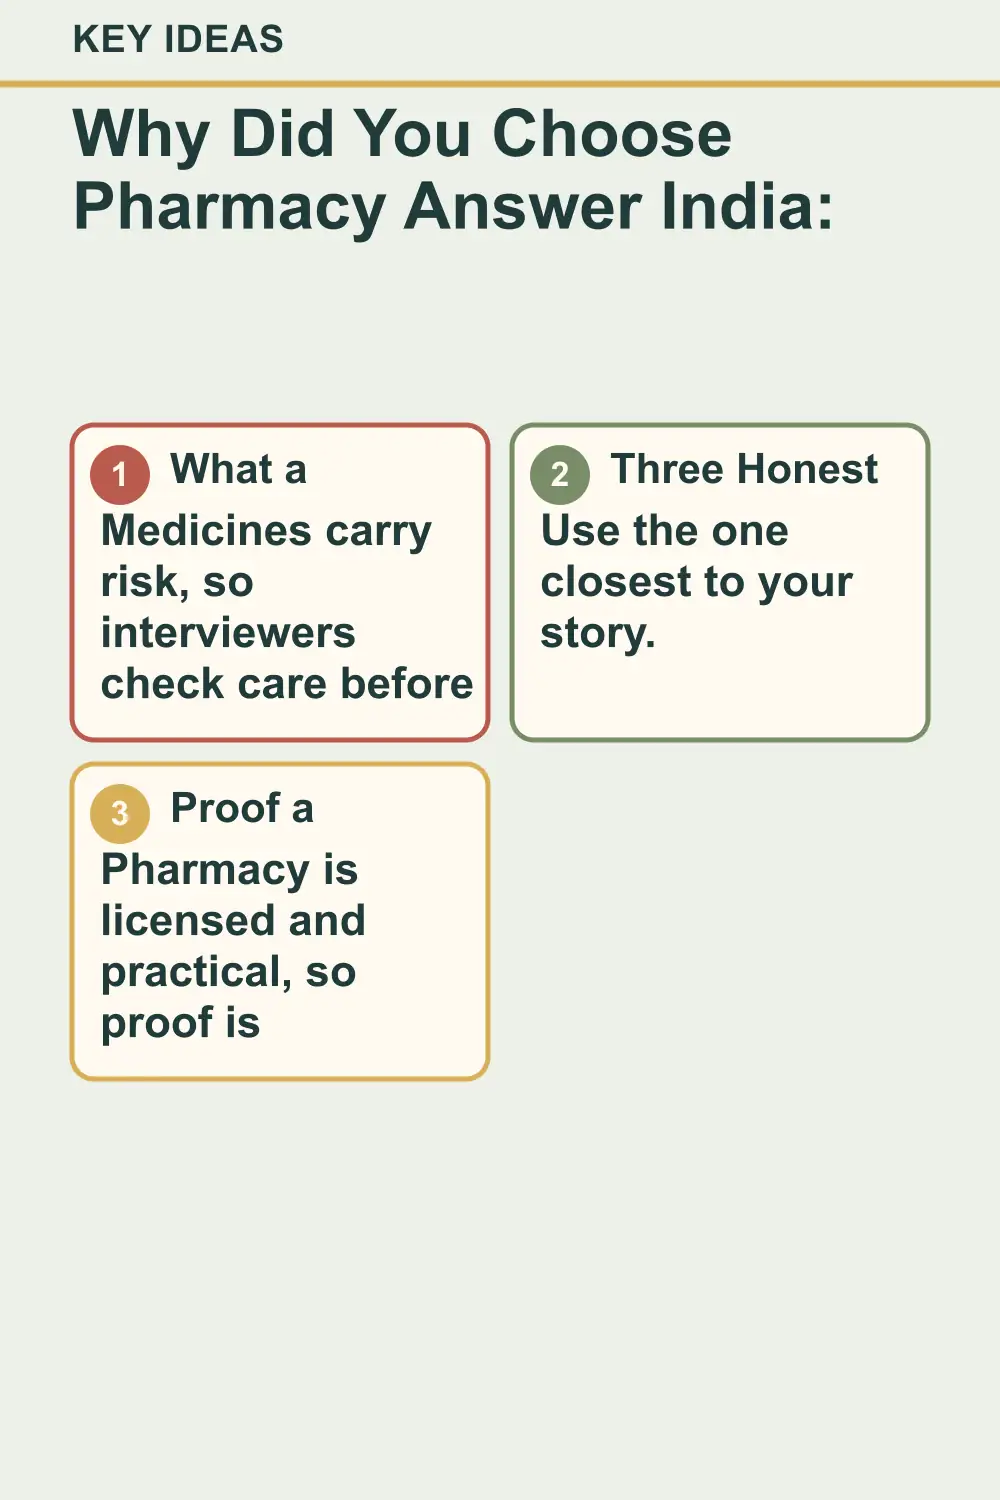 KEY IDEAS
Why Did You Choose
Pharmacy Answer India:
1 What a
Medicines carry
risk, so
interviewers
check care before
2 Three Honest
Use the one
closest to your
story.
3 Proof a
Pharmacy is
licensed and
practical, so
proof is